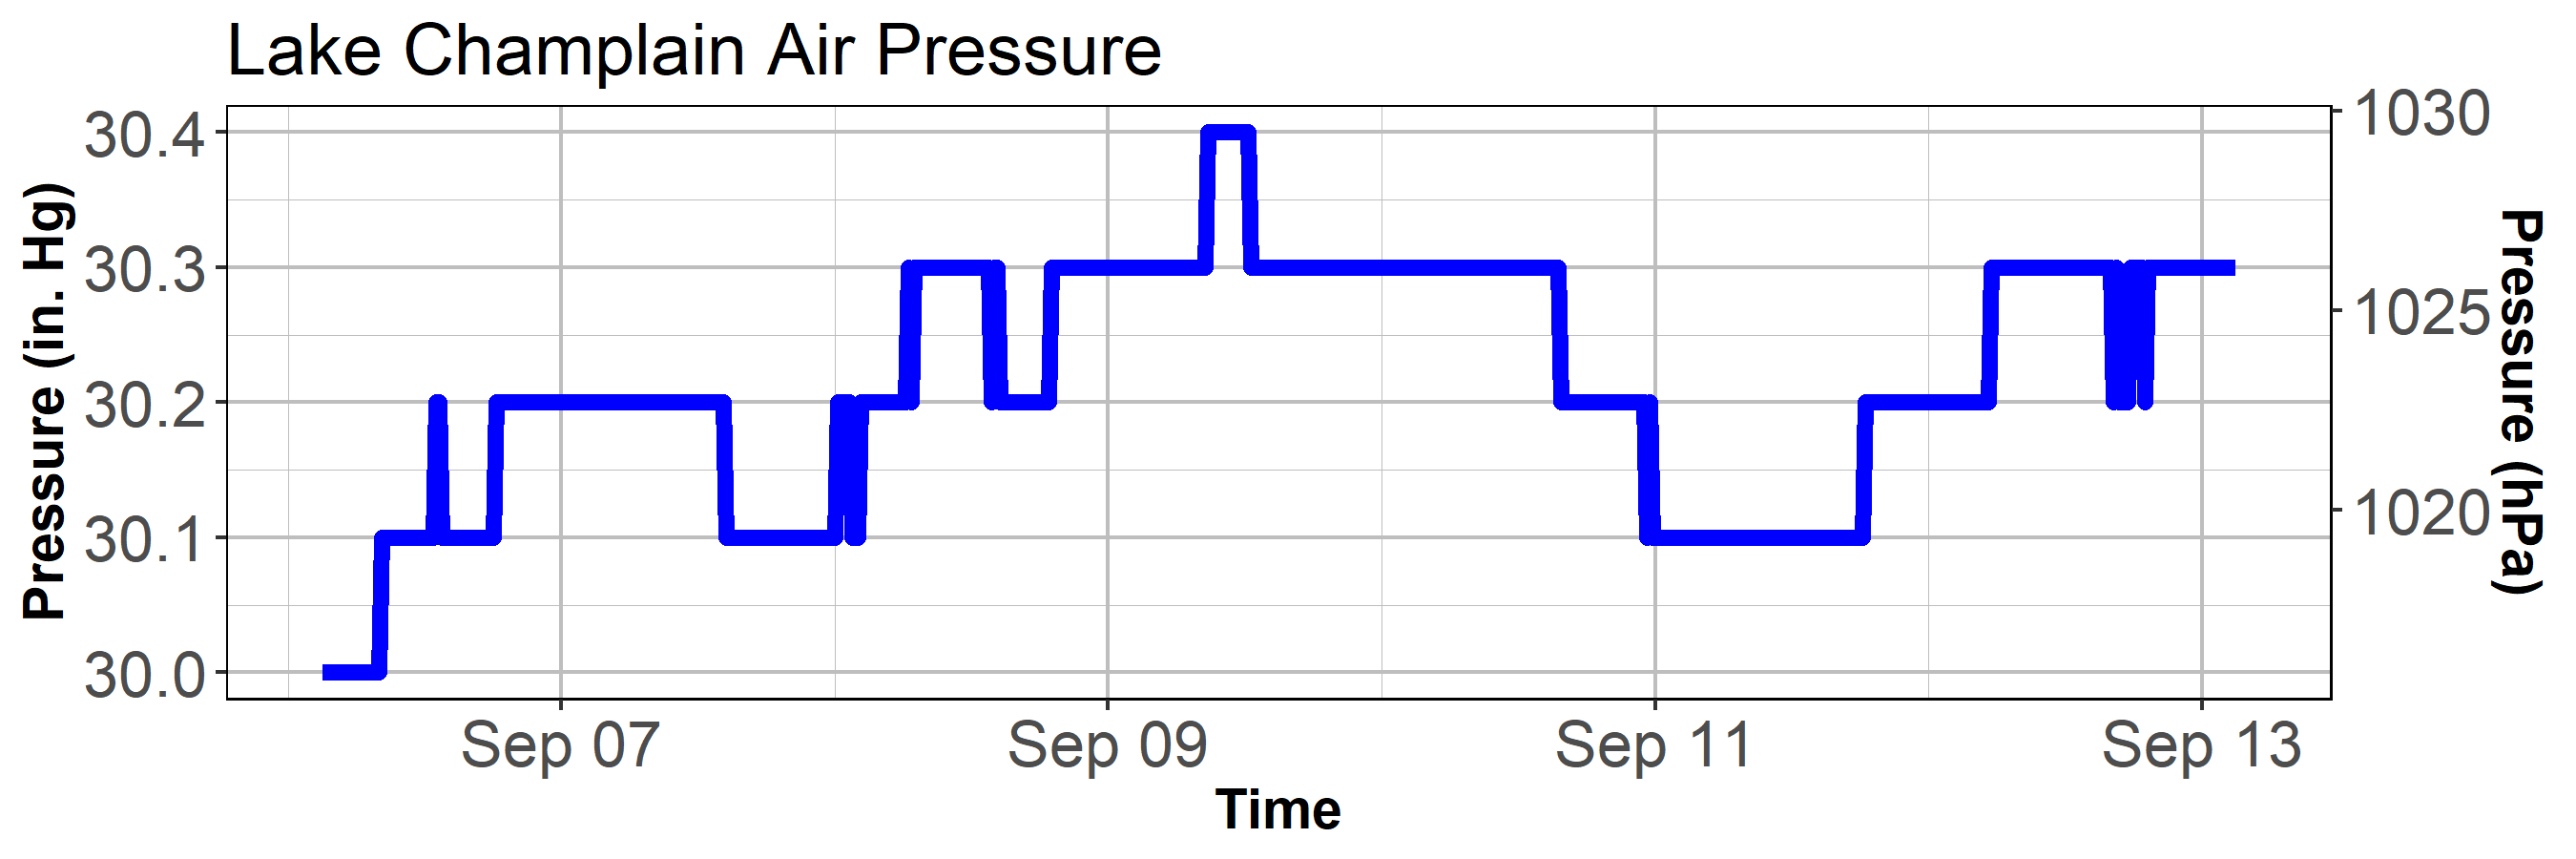 Lake Champlain Air Pressure
30.4
30.3
30.2
30.1
30.0
Pressure (in. Hg)
1030
1025
1020
Pressure (hPa)
Sep 07
Sep 09
Sep 11
Sep 13
Time